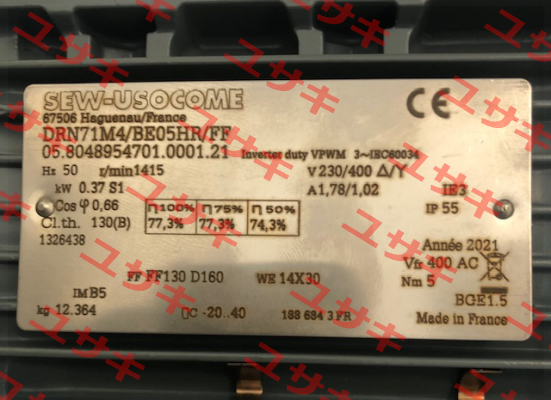 SEW-USOCOME
67506 Haguenau/France
DRN71M4/BE05HR/FF
05.8048954701.0001.21 Inverter duty VPWM 3~IEC60034
Hz 50 r/min1415 V 230/400 Δ/Y
kW 0.37 S1 A1,78/1,02 IE3
Cos φ 0,66 η100% η75% η50% IP 55
Cl.th. 130(B) 77,3% 77,3% 74,3%
1326438 Année 2021
Vfr 400 AC
FF FF130 D160 WE 14X30 Nm 5
IM B5 BGE1.5
kg 12.364 °C -20..40 188 684 3 FR Made in France
CE
ユサキ